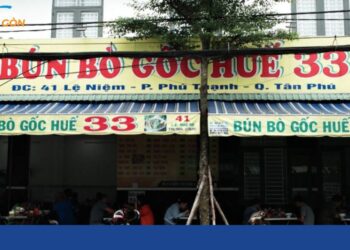 GÒN
BÚN BÒ GỐC HUẾ 33
ĐC: 41 Lê Niệm - P. Phú Thạnh - Q. Tân Phú
BÒ GỐC HUẾ 33
41
BÚN BÒ GỐC HUẾ